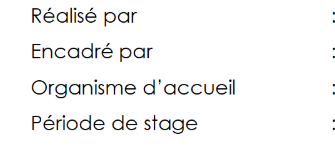 Réalisé par :
Encadré par :
Organisme d'accueil :
Période de stage :